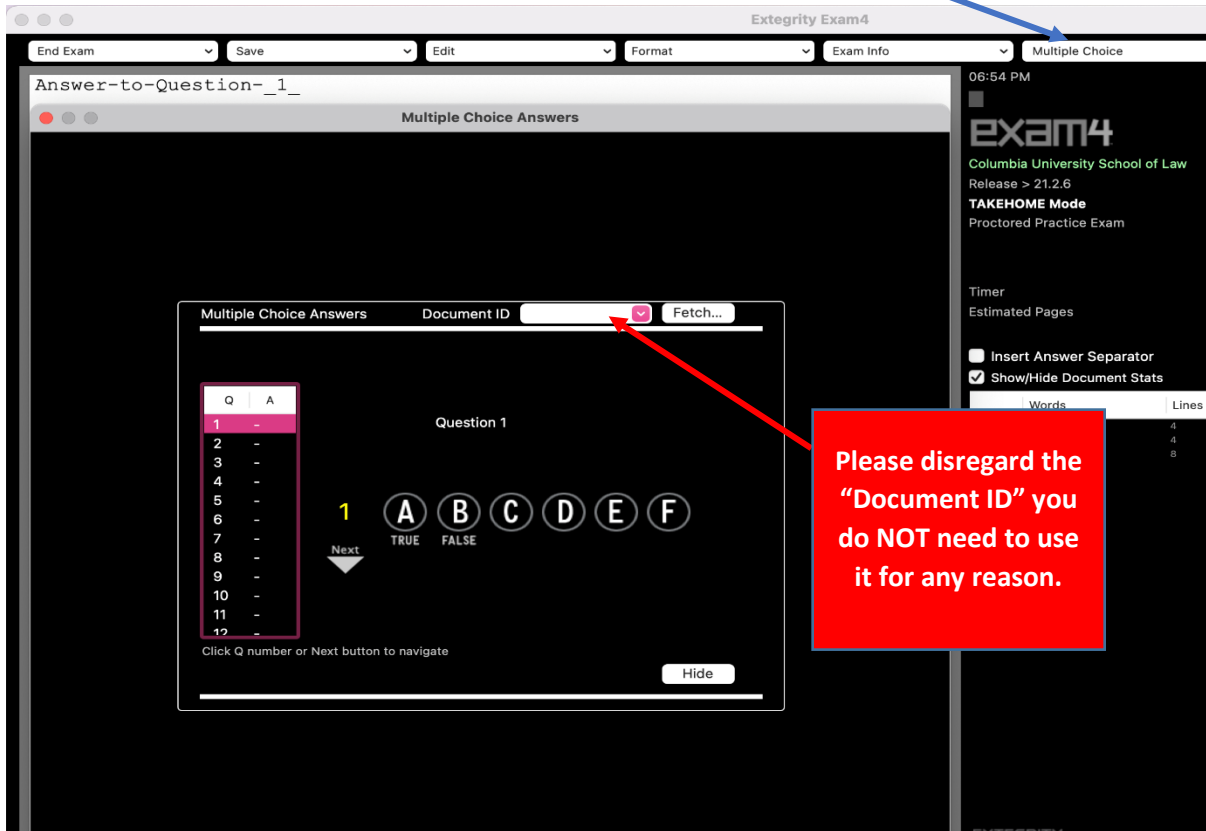 Extegrity Exam4
End Exam
Save
Edit
Format
Exam Info
Multiple Choice
Answer-to-Question-_1_
Multiple Choice Answers
06:54 PM
exam4
Columbia University School of Law
Release > 21.2.6
TAKEHOME Mode
Proctored Practice Exam
Timer
Estimated Pages
Insert Answer Separator
Show/Hide Document Stats
Words Lines
4
4
8
Multiple Choice Answers Document ID Fetch...
Q A
1 -
2 -
3 -
4 -
5 -
6 -
7 -
8 -
9 -
10 -
11 -
12 -
Question 1
1 A B C D E F
TRUE FALSE
Next
Click Q number or Next button to navigate
Hide
Please disregard the
“Document ID” you
do NOT need to use
it for any reason.